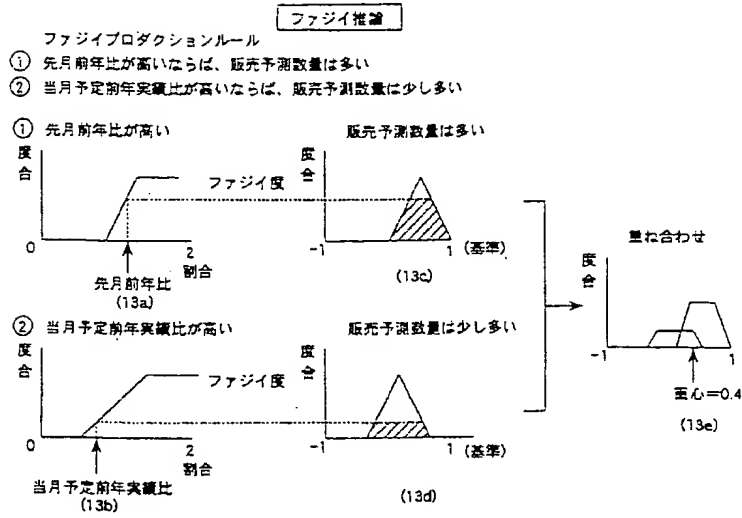 ファジイ推論
ファジイプロダクションルール
① 先月前年比が高いならば、販売予測数量は多い
② 当月予定前年実績比が高いならば、販売予測数量は少し多い
① 先月前年比が高い
販売予測数量は多い
度合
ファジイ度
0
2
割合
先月前年比
(13a)
度合
-1
1 (基準)
(13c)
② 当月予定前年実績比が高い
販売予測数量は少し多い
度合
ファジイ度
0
2
割合
当月予定前年実績比
(13b)
度合
-1
1 (基準)
(13d)
重ね合わせ
度合
-1
1
重心=0.4
(13e)